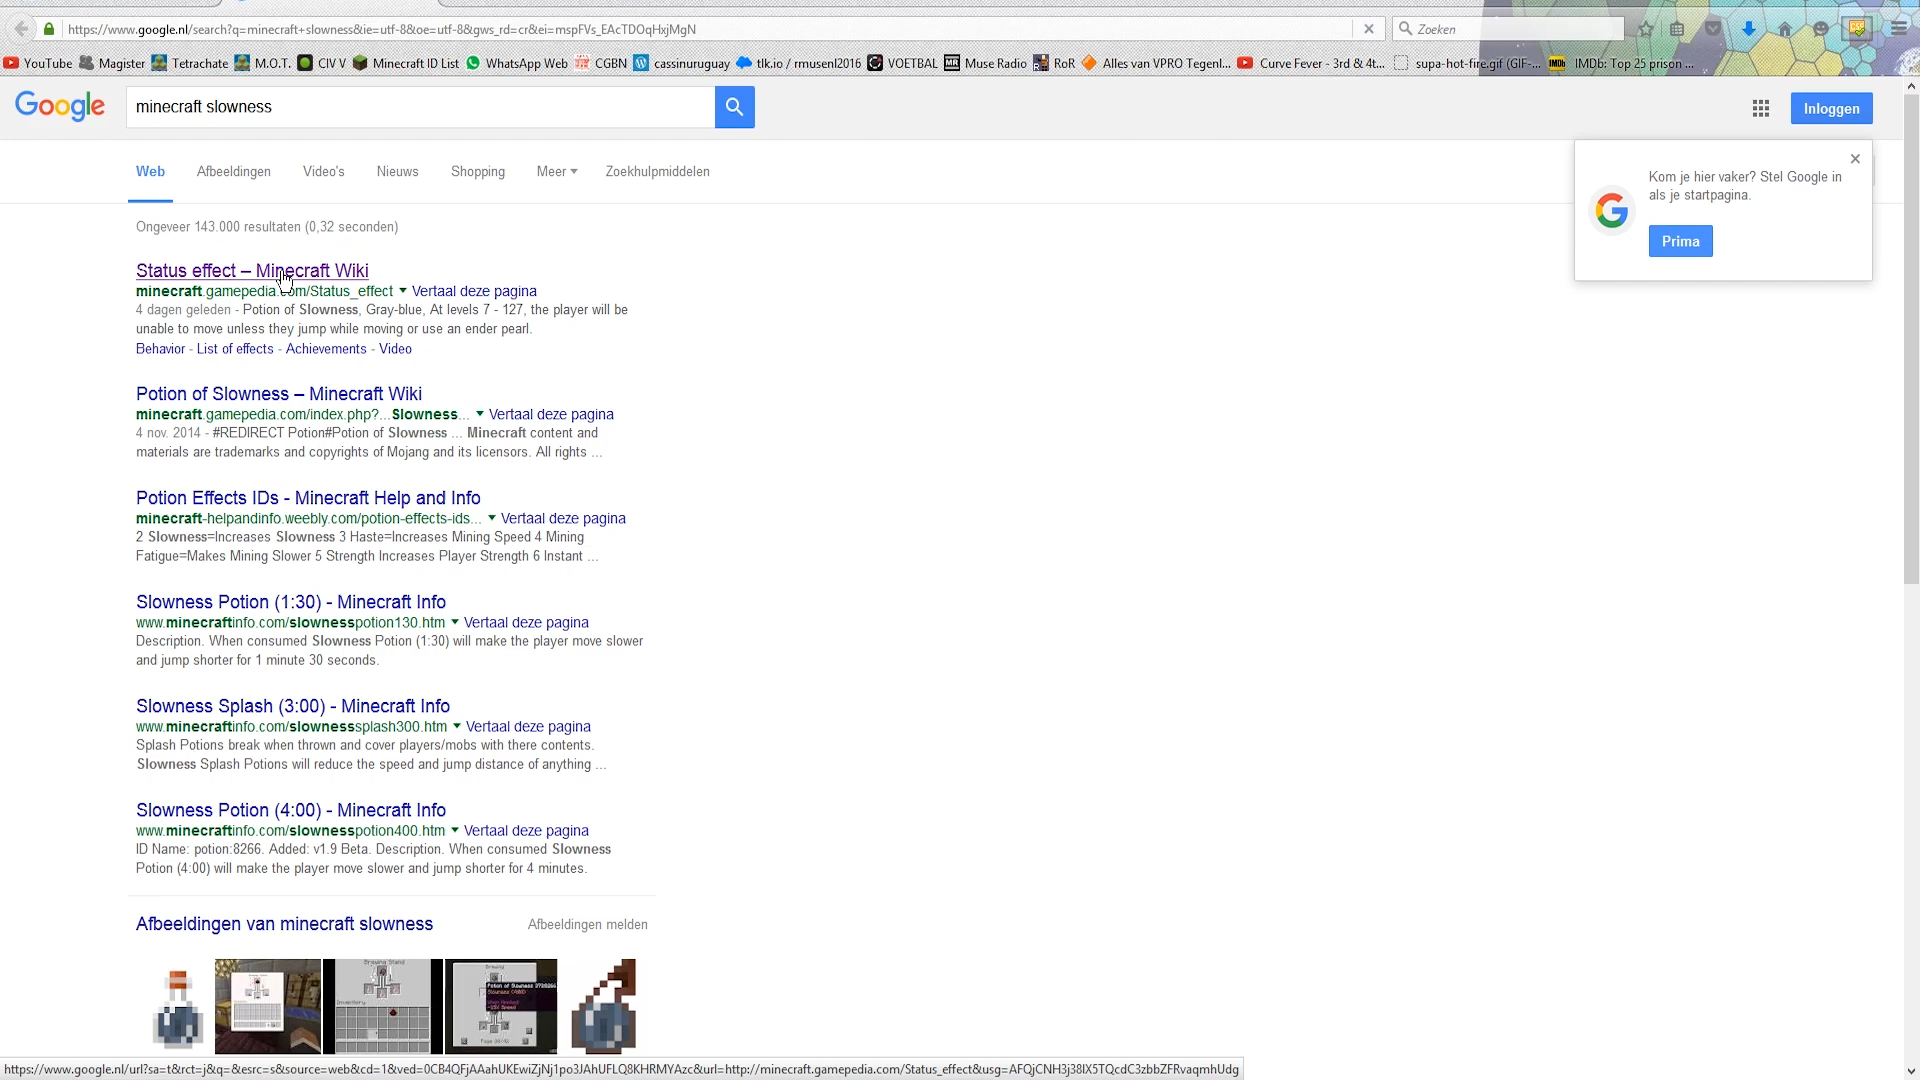 https://www.google.nl/search?q=minecraft+slowness&ie=utf-8&oe=utf-8&gws_rd=cr&ei=mspFVs_EAcTDOqHxjMgN
Zoeken
YouTube Magister Tetrachate M.O.T. CIV V Minecraft ID List WhatsApp Web CGBN cassinuruguay tlk.io / rmusenl2016 VOETBAL Muse Radio RoR Alles van VPRO Tegenl... Curve Fever - 3rd & 4t... supa-hot-fire.gif (GIF-... IMDb: Top 25 prison ...
Google minecraft slowness Inloggen
Web Afbeeldingen Video's Nieuws Shopping Meer Zoekhulpmiddelen
Kom je hier vaker? Stel Google in
als je startpagina.
Prima
Ongeveer 143.000 resultaten (0,32 seconden)
Status effect – Minecraft Wiki
minecraft.gamepedia.com/Status_effect Vertaal deze pagina
4 dagen geleden - Potion of Slowness, Gray-blue, At levels 7 - 127, the player will be
unable to move unless they jump while moving or use an ender pearl.
Behavior - List of effects - Achievements - Video
Potion of Slowness – Minecraft Wiki
minecraft.gamepedia.com/index.php?...Slowness... Vertaal deze pagina
4 nov. 2014 - #REDIRECT Potion#Potion of Slowness ... Minecraft content and
materials are trademarks and copyrights of Mojang and its licensors. All rights ...
Potion Effects IDs - Minecraft Help and Info
minecraft-helpandinfo.weebly.com/potion-effects-ids... Vertaal deze pagina
2 Slowness=Increases Slowness 3 Haste=Increases Mining Speed 4 Mining
Fatigue=Makes Mining Slower 5 Strength Increases Player Strength 6 Instant ...
Slowness Potion (1:30) - Minecraft Info
www.minecraftinfo.com/slownesspotion130.htm Vertaal deze pagina
Description. When consumed Slowness Potion (1:30) will make the player move slower
and jump shorter for 1 minute 30 seconds.
Slowness Splash (3:00) - Minecraft Info
www.minecraftinfo.com/slownesssplash300.htm Vertaal deze pagina
Splash Potions break when thrown and cover players/mobs with there contents.
Slowness Splash Potions will reduce the speed and jump distance of anything ...
Slowness Potion (4:00) - Minecraft Info
www.minecraftinfo.com/slownesspotion400.htm Vertaal deze pagina
ID Name: potion:8266. Added: v1.9 Beta. Description. When consumed Slowness
Potion (4:00) will make the player move slower and jump shorter for 4 minutes.
Afbeeldingen van minecraft slowness Afbeeldingen melden
Brewing Stand
Inventory
Brewing
Potion of Slowness
https://www.google.nl/url?sa=t&rct=j&q=&esrc=s&source=web&cd=1&ved=0CB4QFjAAahUKEwiZjNj1po3JAhUFLQ8KHRMYAzc&url=http://minecraft.gamepedia.com/Status_effect&usg=AFQjCNH3j38lX5TQcdC3zbbZFRvaqmhUdg